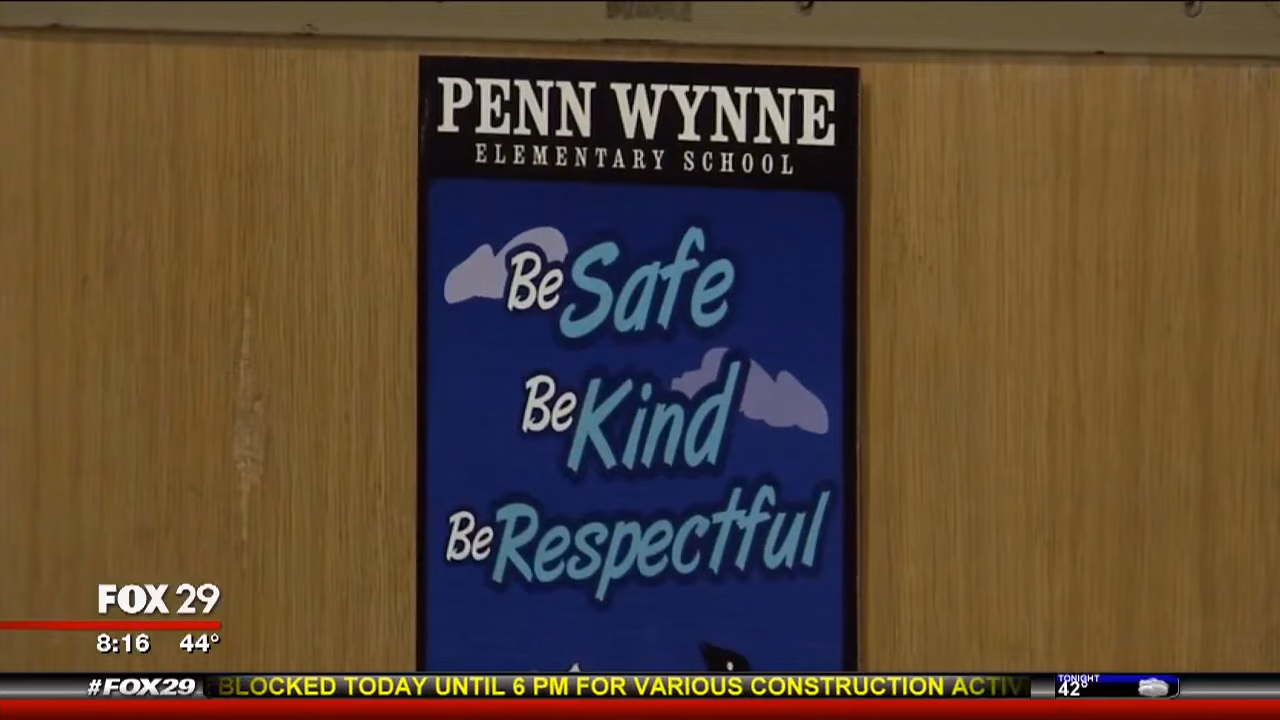 PENN WYNNE
ELEMENTARY SCHOOL
Be Safe
Be Kind
Be Respectful
FOX 29
8:16 44°
#FOX29 BLOCKED TODAY UNTIL 6 PM FOR VARIOUS CONSTRUCTION ACTIV
TONIGHT
42°